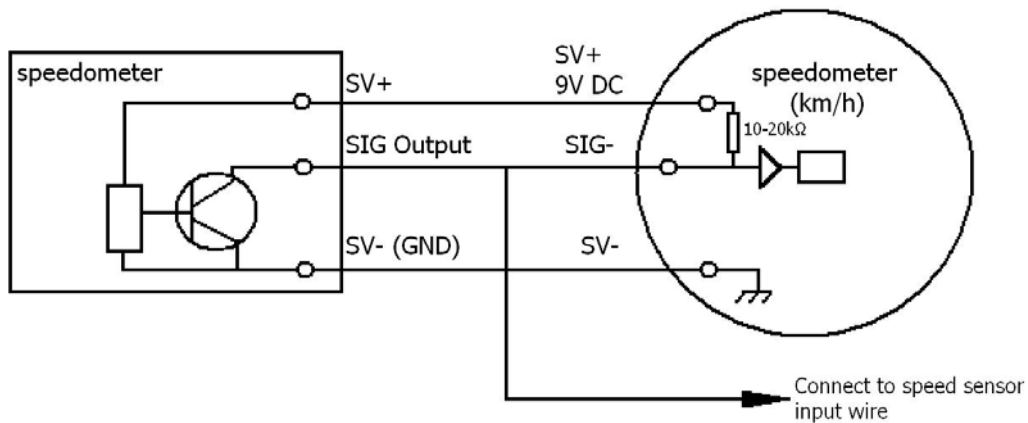 speedometer
SV+
SV+
9V DC
speedometer
(km/h)
10-20kΩ
SIG Output
SIG-
SV- (GND)
SV-
Connect to speed sensor
input wire